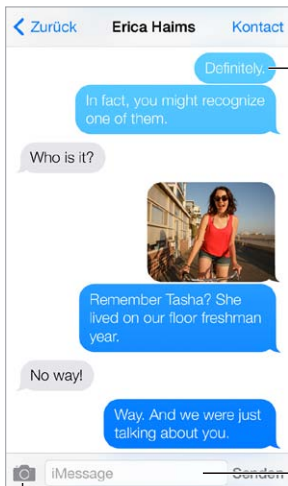 Zurück Erica Haims Kontact
Definitely.
In fact, you might recognize
one of them.
Who is it?
Remember Tasha? She
lived on our floor freshman
year.
No way!
Way. And we were just
talking about you.
iMessage Senden